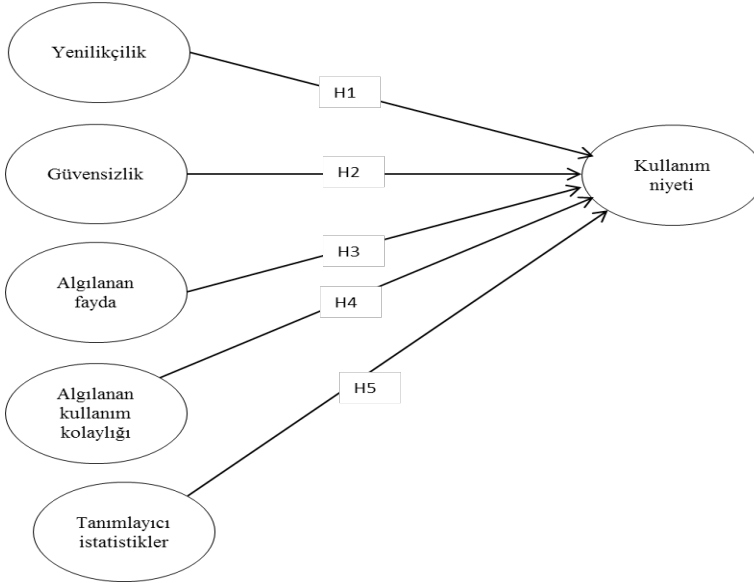 Yenilikçilik
H1
Güvensizlik
H2
Kullanım
niyeti
Algılanan
fayda
H3
H4
Algılanan
kullanım
kolaylığı
H5
Tanımlayıcı
istatistikler